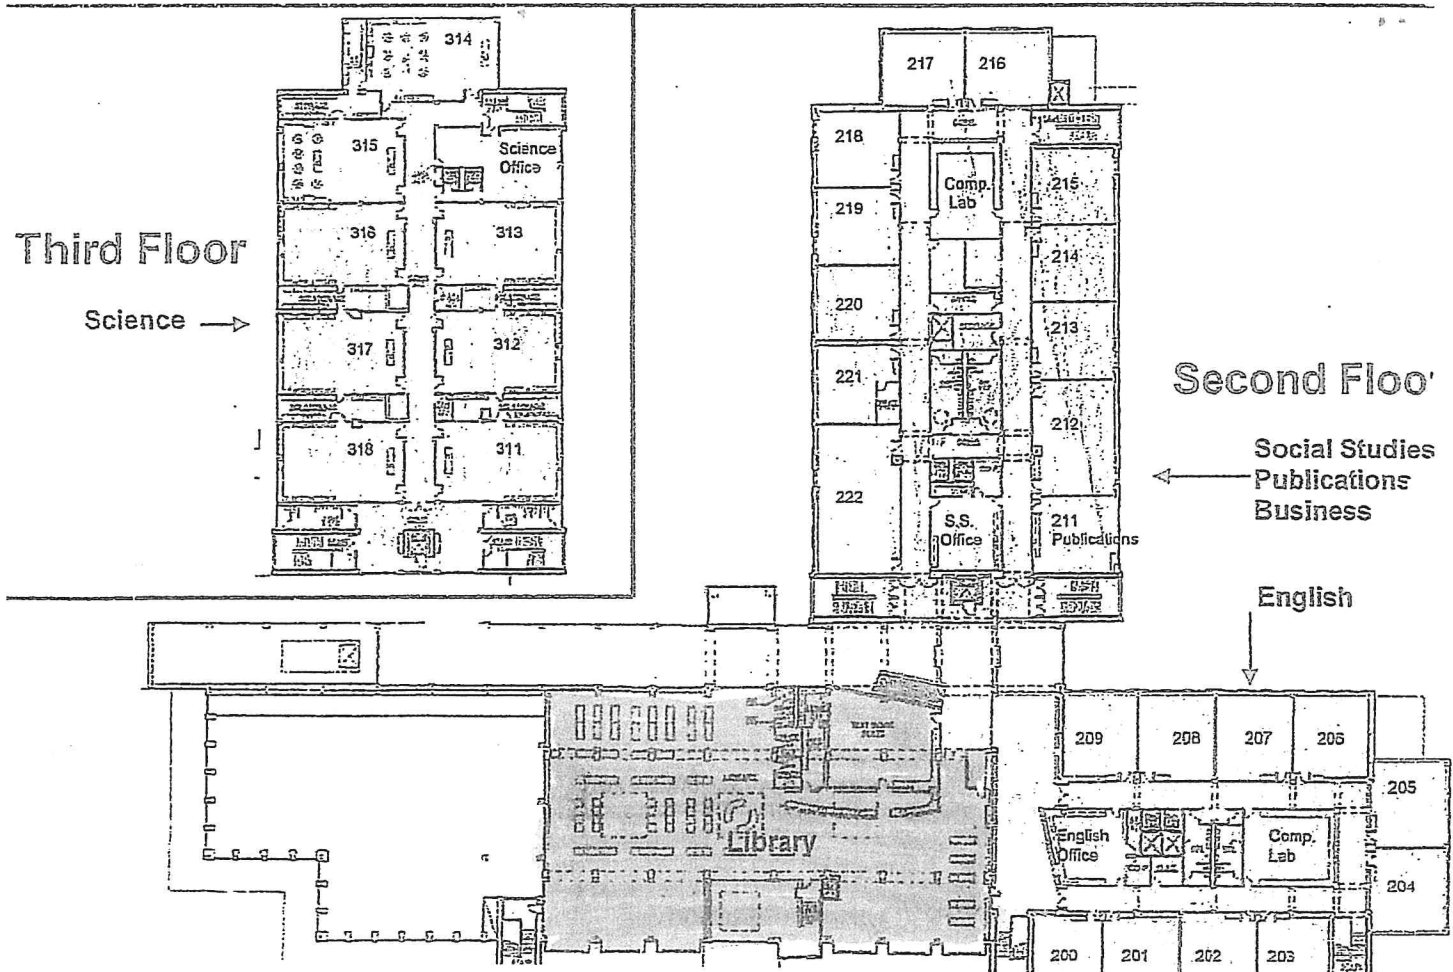 314
315
Science
Office
316
313
Third Floor
Science
317
312
318
311
217
216
218
Comp.
Lab
215
219
214
220
213
221
Second Floo
212
Social Studies
Publications
Business
222
S.S.
Office
211
Publications
English
209
208
207
206
205
English
Office
Comp.
Lab
Library
204
200
201
202
203